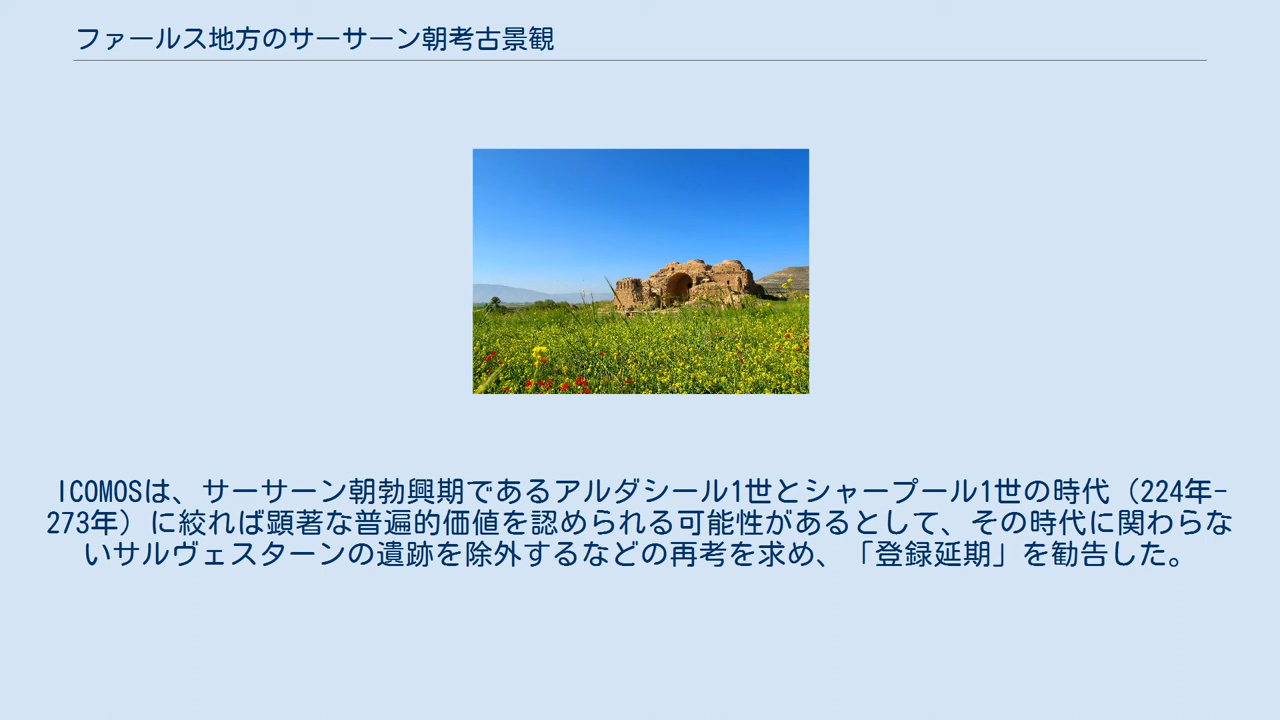 ファールス地方のサーサーン朝考古景観
ICOMOSは、サーサーン朝勃興期であるアルダシール1世とシャープール1世の時代（224年-
273年）に絞れば顕著な普遍的価値を認められる可能性があるとして、その時代に関わらな
いサルヴェスターンの遺跡を除外するなどの再考を求め、「登録延期」を勧告した。